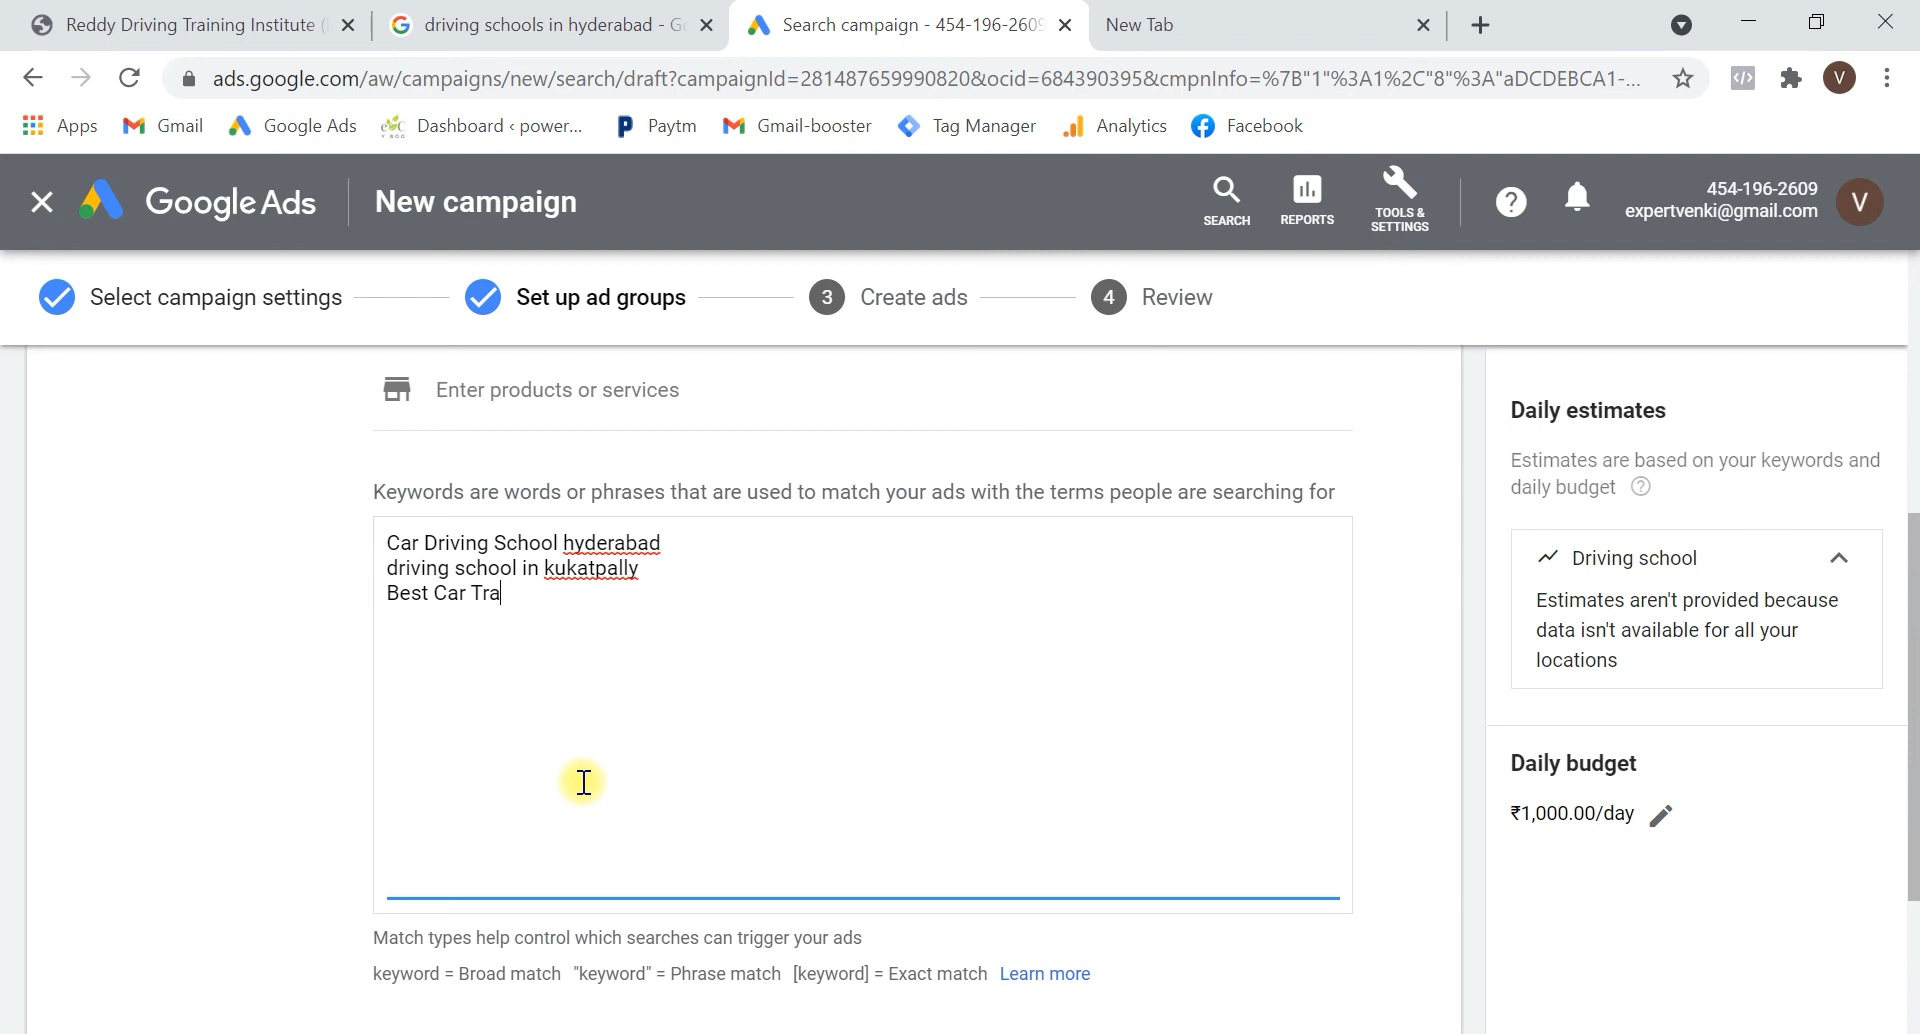 Reddy Driving Training Institute (
driving schools in hyderabad - Go
Search campaign - 454-196-2609
New Tab
ads.google.com/aw/campaigns/new/search/draft?campaignId=281487659990820&ocid=684390395&cmpnInfo=%7B"1"%3A1%2C"8"%3A"aDCDEBCA1-...
V
Apps
Gmail
Google Ads
Dashboard ‹ power...
Paytm
Gmail-booster
Tag Manager
Analytics
Facebook
Google Ads
New campaign
SEARCH
REPORTS
TOOLS &
SETTINGS
454-196-2609
expertvenki@gmail.com
V
Select campaign settings
Set up ad groups
3 Create ads
4 Review
Enter products or services
Keywords are words or phrases that are used to match your ads with the terms people are searching for
Car Driving School hyderabad
driving school in kukatpally
Best Car Tra
Match types help control which searches can trigger your ads
keyword = Broad match "keyword" = Phrase match [keyword] = Exact match Learn more
Daily estimates
Estimates are based on your keywords and
daily budget
Driving school
Estimates aren't provided because
data isn't available for all your
locations
Daily budget
₹1,000.00/day